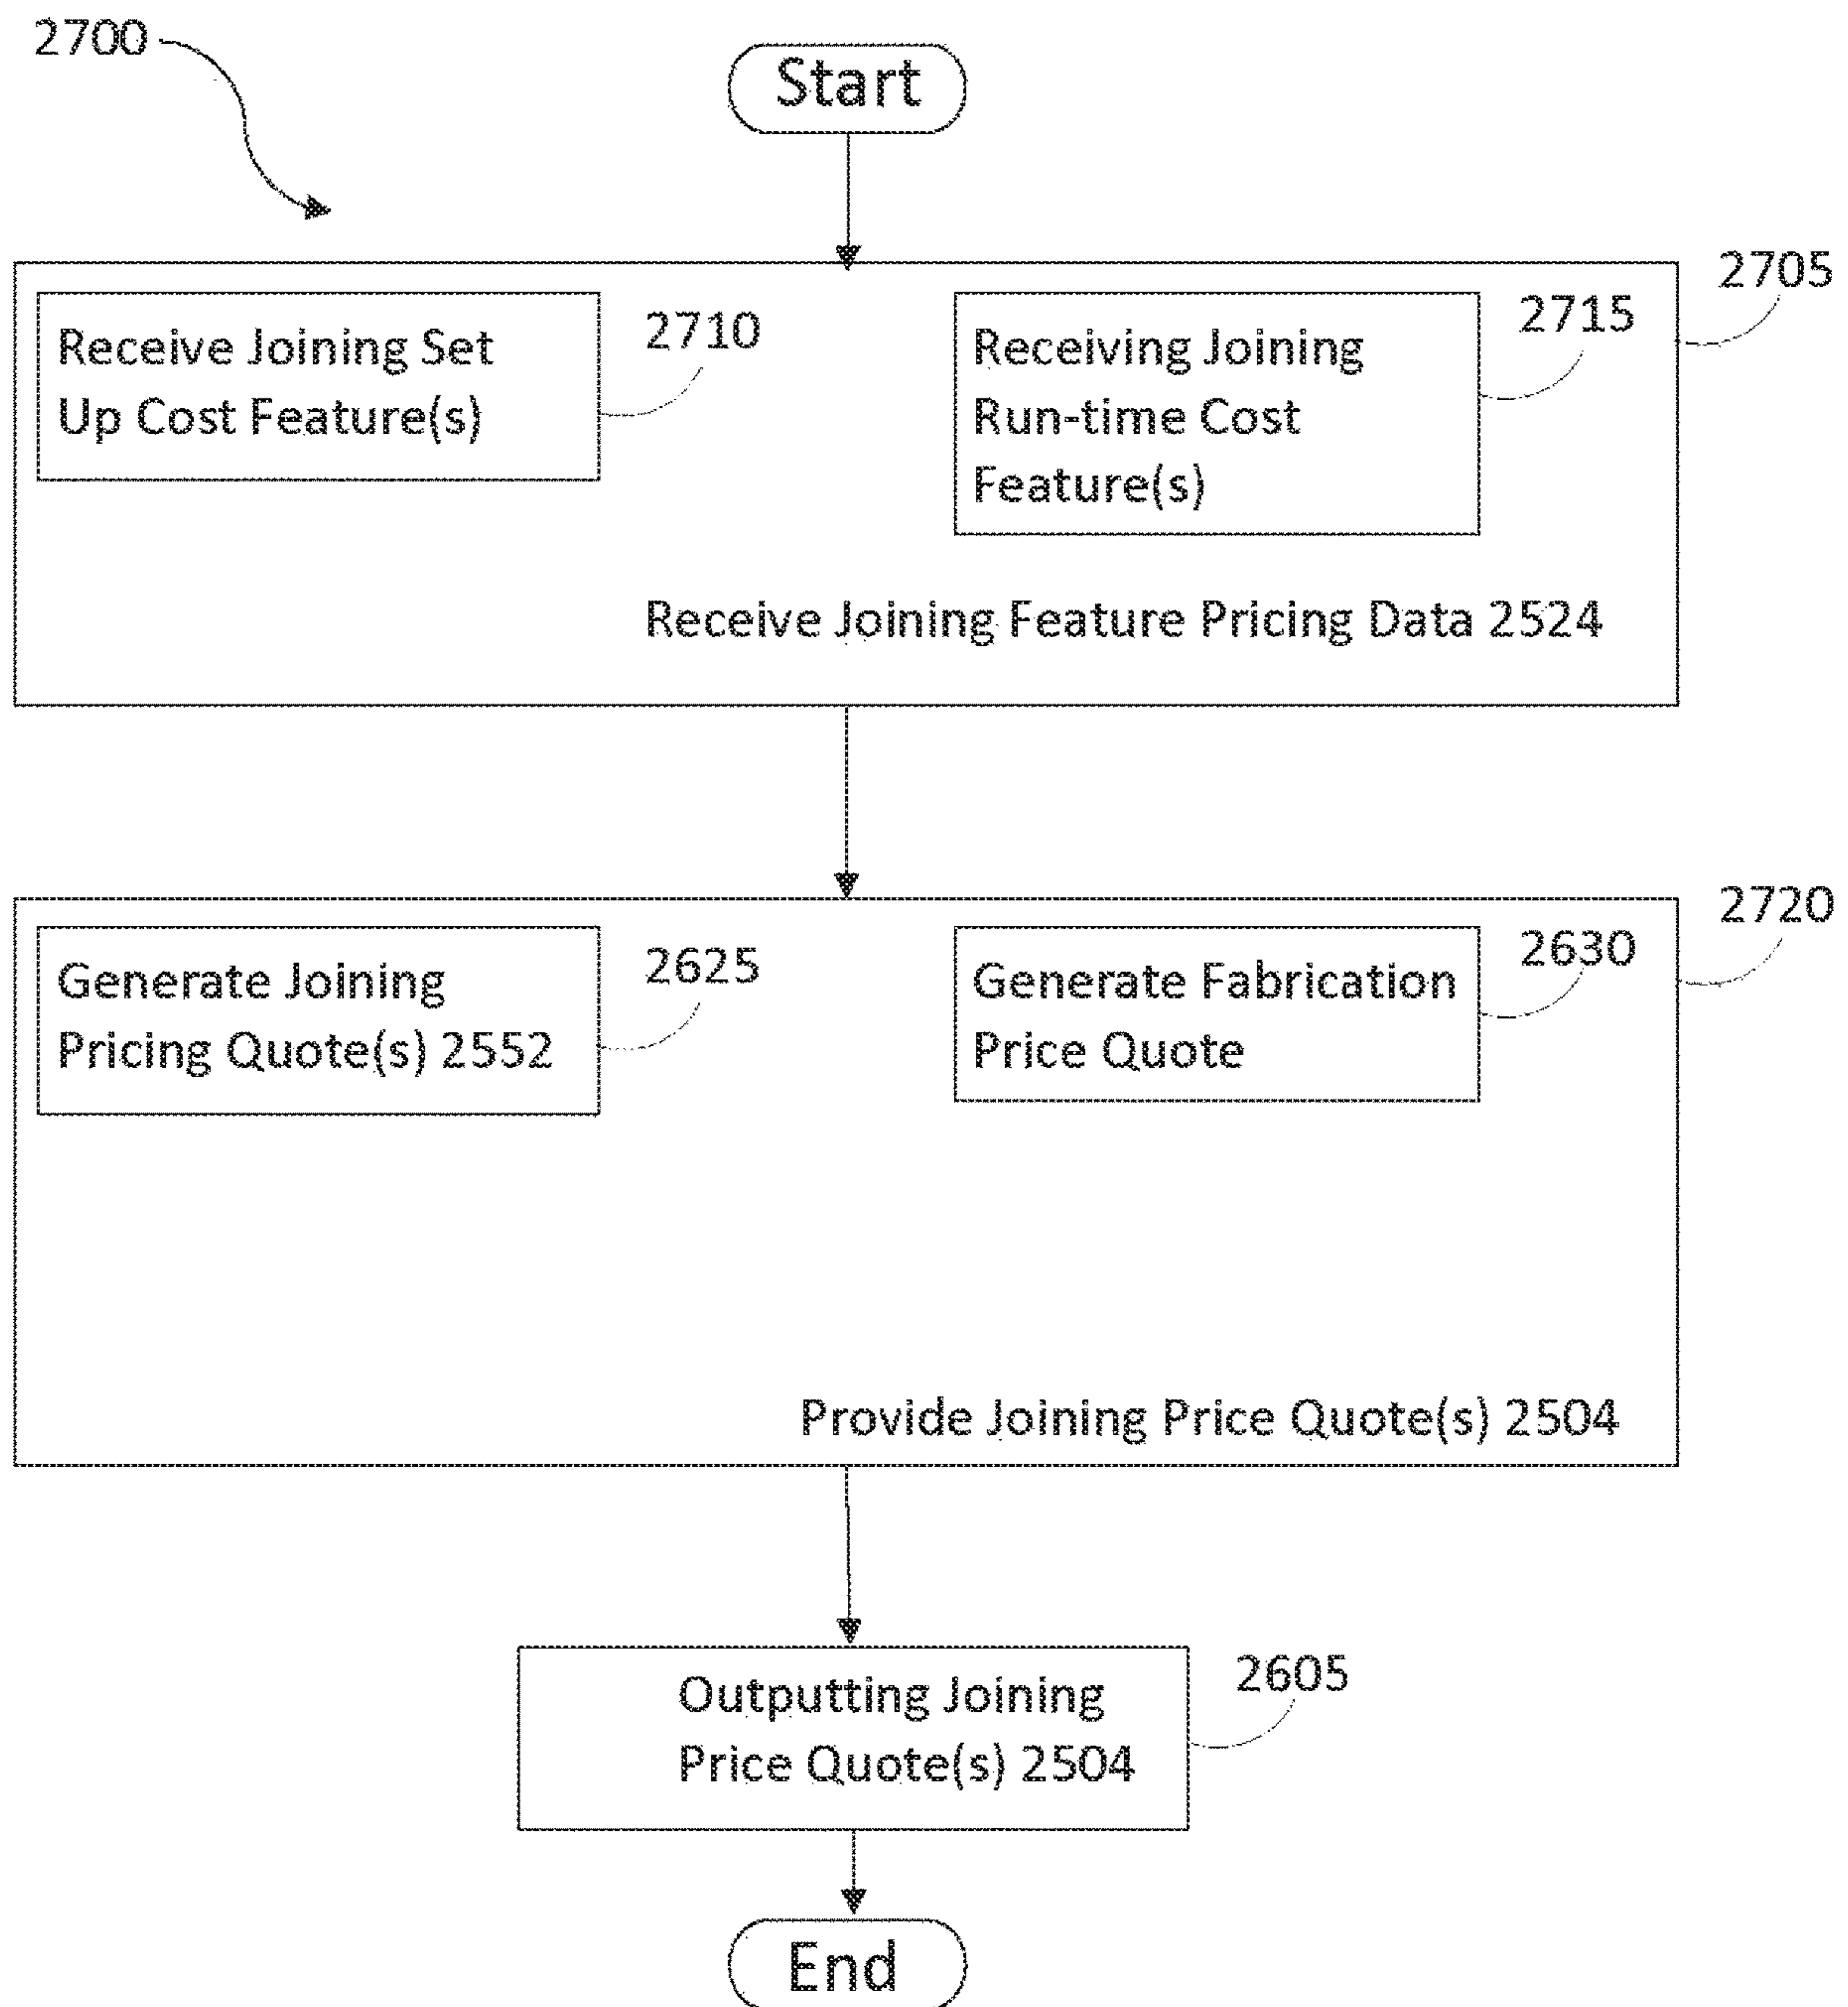 2700
Start
2705
Receive Joining Set
Up Cost Feature(s)
2710
Receiving Joining
Run-time Cost
Feature(s)
2715
Receive Joining Feature Pricing Data 2524
2720
Generate Joining
Pricing Quote(s) 2552
2625
Generate Fabrication
Price Quote
2630
Provide Joining Price Quote(s) 2504
Outputting Joining
Price Quote(s) 2504
2605
End